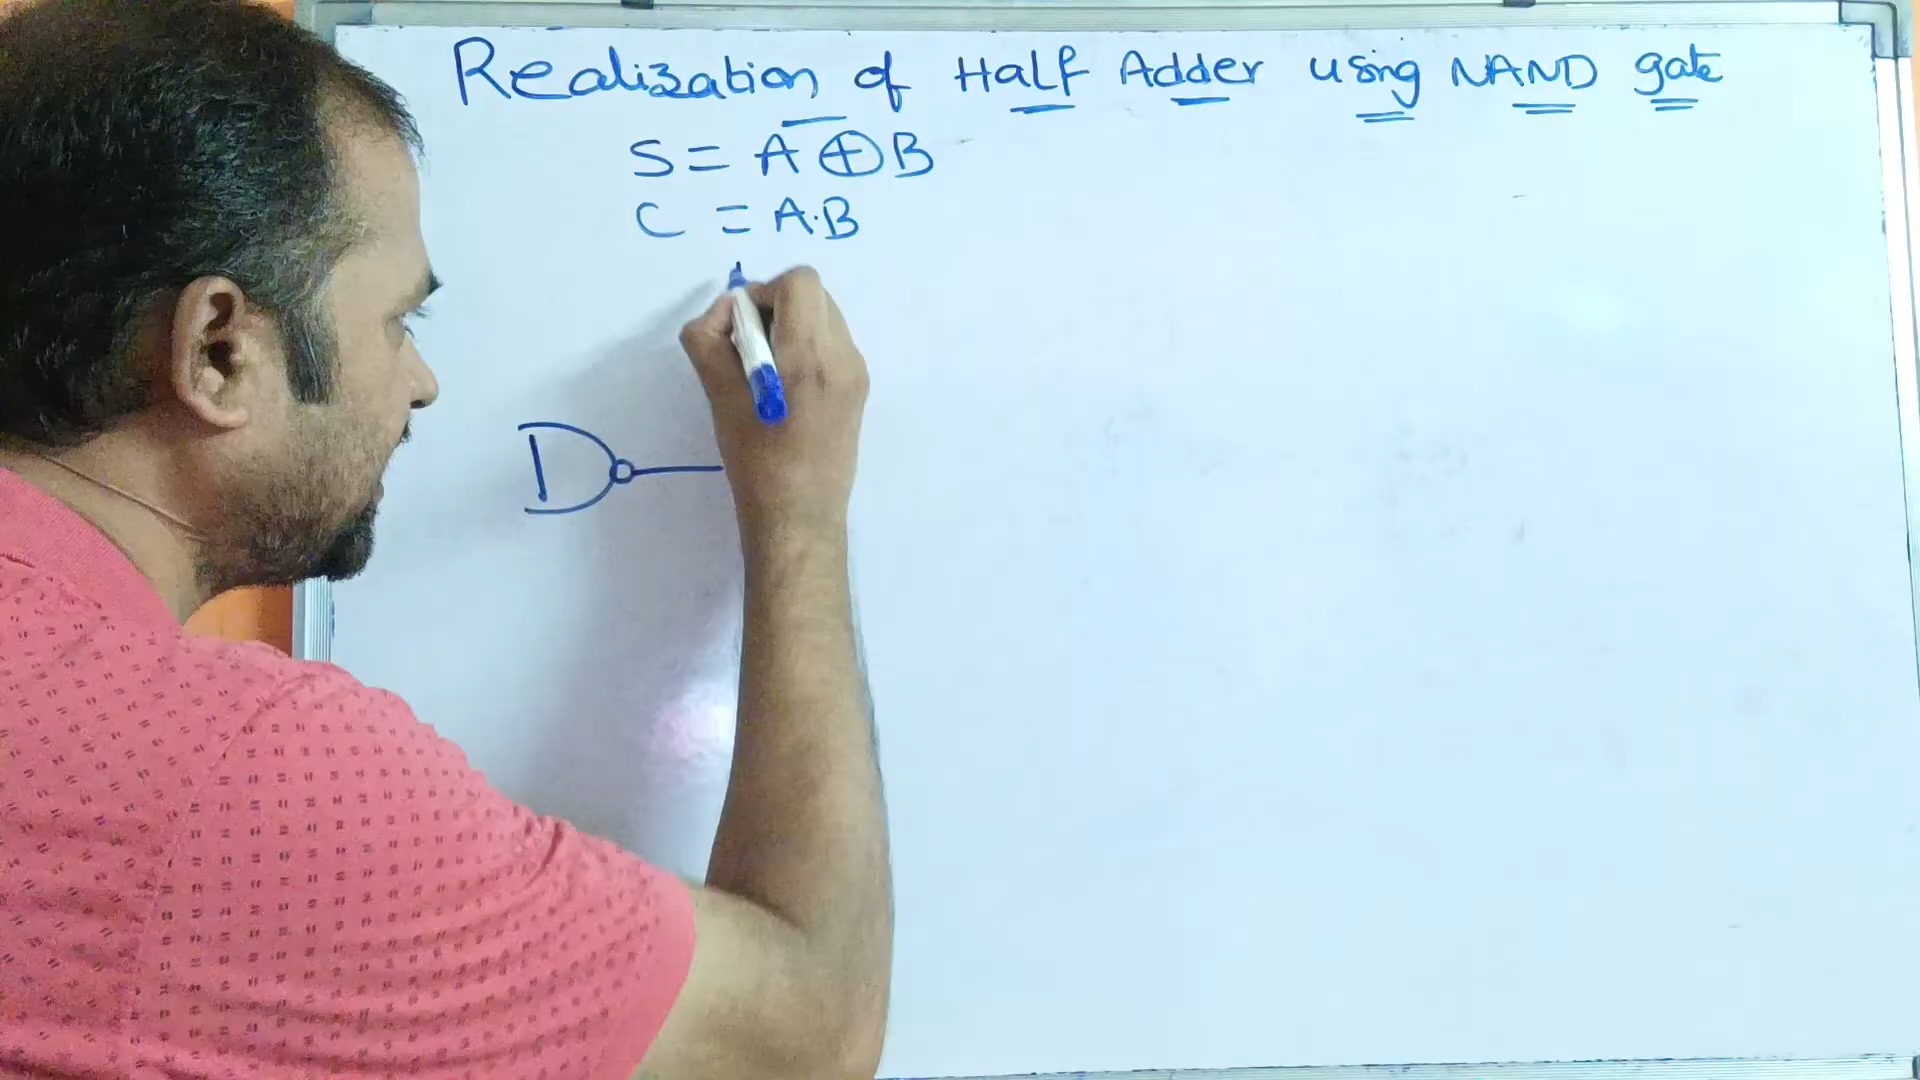 Realization of Half Adder using NAND gate
S = A ⊕ B
C = A.B